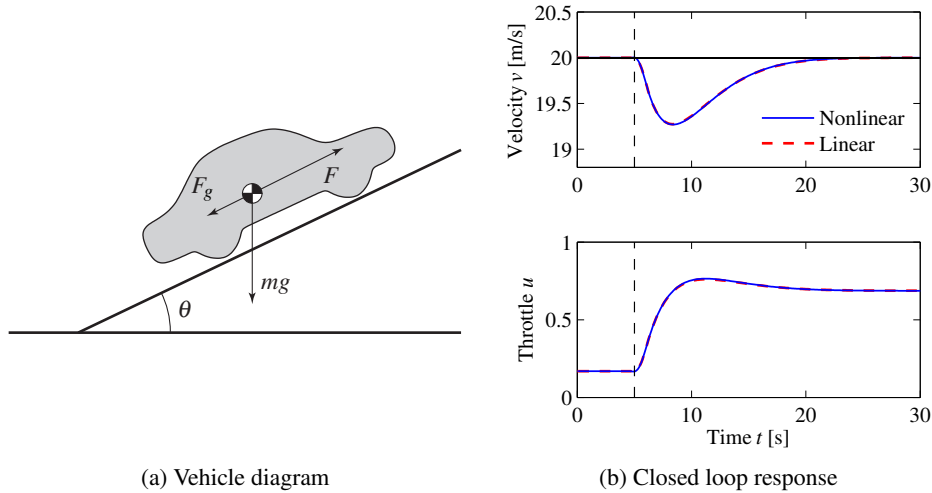 F_g
F
mg
θ
(a) Vehicle diagram
20.5
20
19.5
19
Velocity v [m/s]
Nonlinear
Linear
0
10
20
30
1
0.5
0
Throttle u
0
10
20
30
Time t [s]
(b) Closed loop response